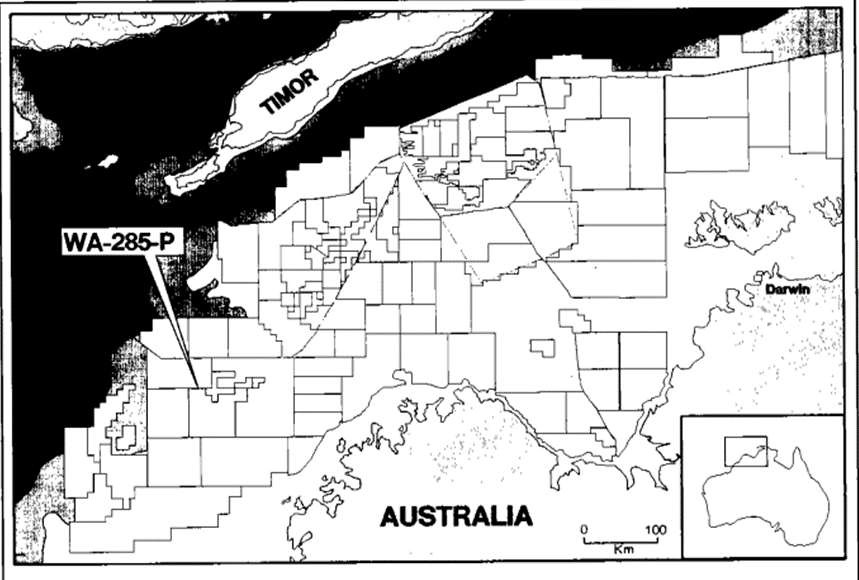 TIMOR
WA-285-P
Darwin
AUSTRALIA
0 100
Km